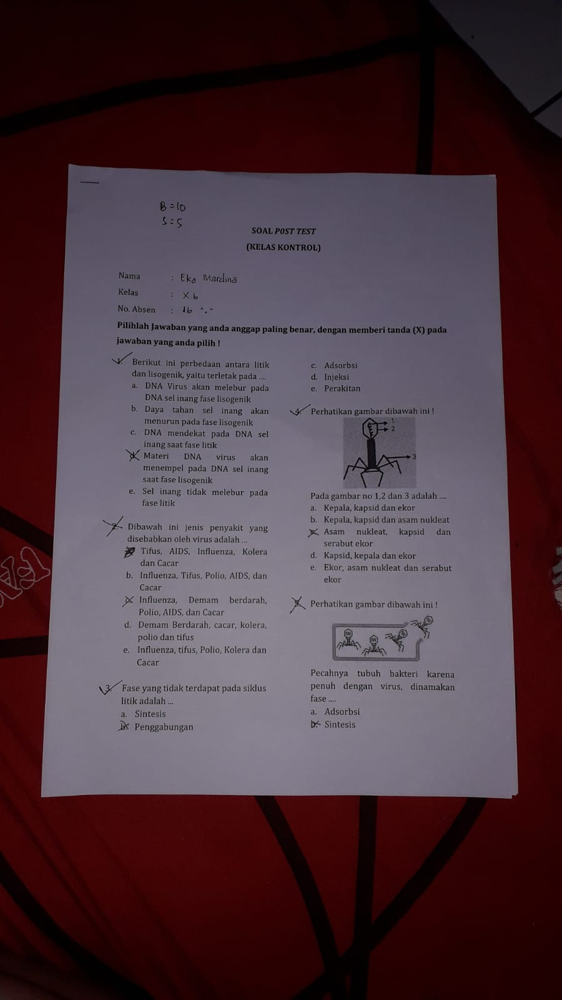 B = 10
S = 5
SOAL POST TEST
(KELAS KONTROL)
Nama : Eka Mardina
Kelas : X.6
No. Absen : 16 ^.^
Pilihlah Jawaban yang anda anggap paling benar, dengan memberi tanda (X) pada
jawaban yang anda pilih !
1. Berikut ini perbedaan antara litik
dan lisogenik, yaitu terletak pada ....
a. DNA Virus akan melebur pada
DNA sel inang fase lisogenik
b. Daya tahan sel inang akan
menurun pada fase lisogenik
c. DNA mendekat pada DNA sel
inang saat fase litik
d. Materi DNA virus akan
menempel pada DNA sel inang
saat fase lisogenik
e. Sel inang tidak melebur pada
fase litik
2. Dibawah ini jenis penyakit yang
disebabkan oleh virus adalah ...
a. Tifus, AIDS, Influenza, Kolera
dan Cacar
b. Influenza, Tifus, Polio, AIDS, dan
Cacar
c. Influenza, Demam berdarah,
Polio, AIDS, dan Cacar
d. Demam Berdarah, cacar, kolera,
polio dan tifus
e. Influenza, tifus, Polio, Kolera dan
Cacar
3. Fase yang tidak terdapat pada siklus
litik adalah ...
a. Sintesis
b. Penggabungan
c. Adsorbsi
d. Injeksi
e. Perakitan
4. Perhatikan gambar dibawah ini !
1
2
3
Pada gambar no 1,2 dan 3 adalah ....
a. Kepala, kapsid dan ekor
b. Kepala, kapsid dan asam nukleat
c. Asam nukleat, kapsid dan
serabut ekor
d. Kapsid, kepala dan ekor
e. Ekor, asam nukleat dan serabut
ekor
5. Perhatikan gambar dibawah ini !
Pecahnya tubuh bakteri karena
penuh dengan virus, dinamakan
fase ....
a. Adsorbsi
b. Sintesis